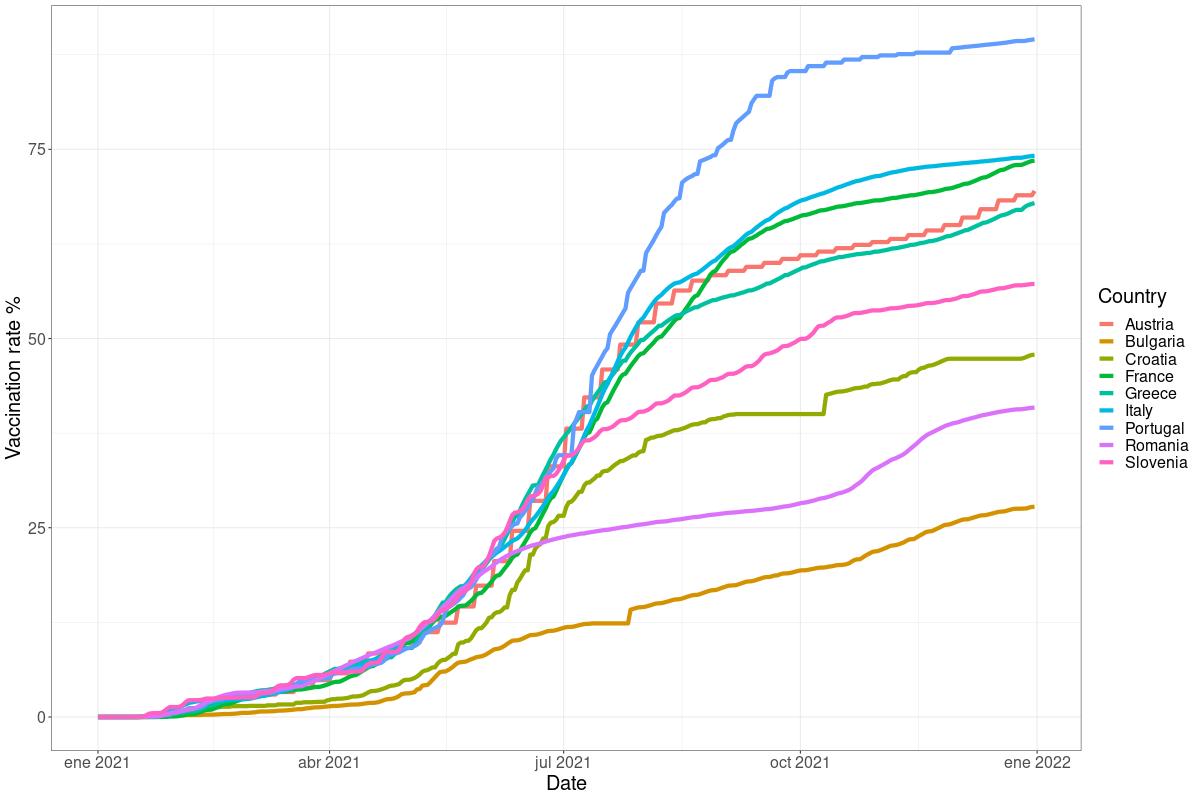 Vaccination rate %
75
50
25
0
ene 2021
abr 2021
jul 2021
oct 2021
ene 2022
Date
Country
Austria
Bulgaria
Croatia
France
Greece
Italy
Portugal
Romania
Slovenia